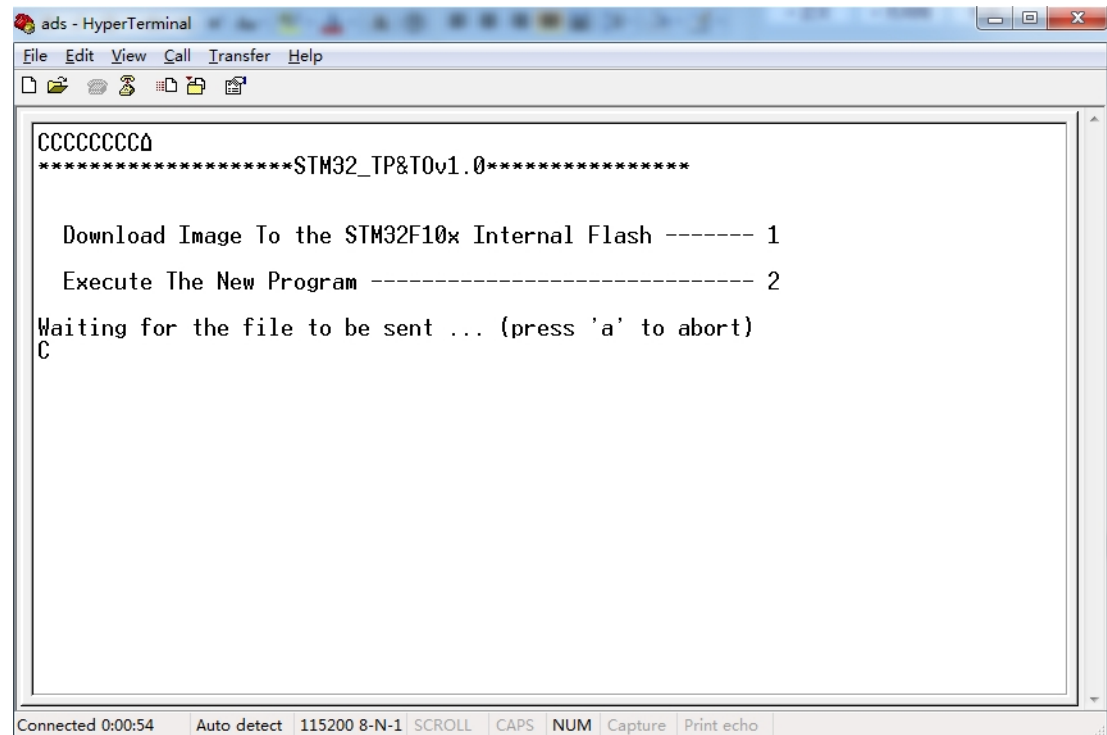 ads - HyperTerminal
File Edit View Call Transfer Help
CCCCCCCC∆
********************STM32_TP&TOv1.0****************
Download Image To the STM32F10x Internal Flash ------- 1
Execute The New Program ------------------------------ 2
Waiting for the file to be sent ... (press 'a' to abort)
C
Connected 0:00:54 Auto detect 115200 8-N-1 SCROLL CAPS NUM Capture Print echo